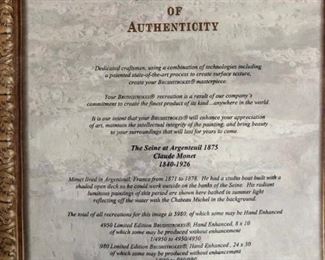 OF
AUTHENTICITY
Dedicated craftsmen, using a combination of technologies including
a patented state-of-the-art process to create surface texture,
create your BRUSHSTROKES® masterpiece.
Your BRUSHSTROKES® recreation is a result of our company's
commitment to create the finest product of its kind...anywhere in the world.
It is our intent that your BRUSHSTROKES® will enhance your appreciation
of art, maintain the intellectual integrity of the painting, and bring beauty
to your surroundings that will last for years to come.
The Seine at Argenteuil 1875
Claude Monet
1840-1926
Monet lived in Argenteuil, France from 1871 to 1878. He had a studio boat built with a
shaded open deck so he could work outside on the banks of the Seine. His radiant
luminous paintings of this period are shown here bathed in summer light
reflecting off the water with the Chateau Michel in the background.
The total of all recreations for this image is 5980, of which some may be Hand Enhanced
4950 Limited Edition BRUSHSTROKES®, Hand Enhanced, 8 x 10
of which some may be produced without enhancement
1/4950 to 4950/4950
980 Limited Edition BRUSHSTROKES®, Hand Enhanced, 24 x 30
of which some may be produced without enhancement